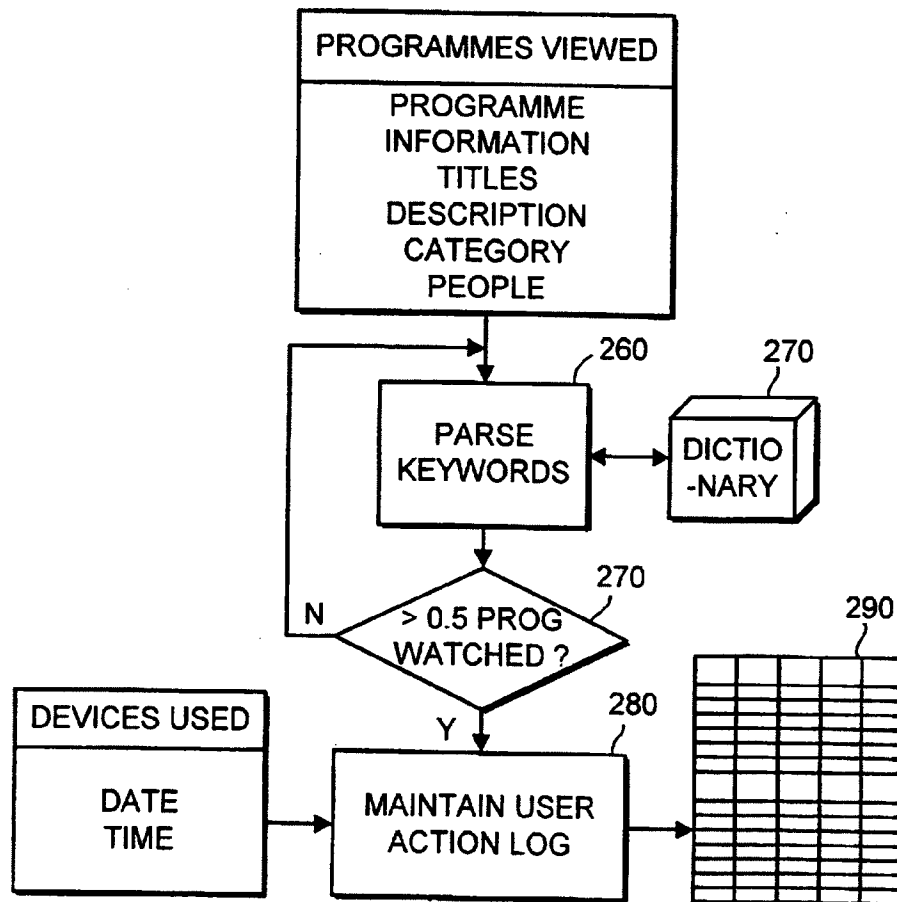 PROGRAMMES VIEWED
PROGRAMME
INFORMATION
TITLES
DESCRIPTION
CATEGORY
PEOPLE
260
270
PARSE
KEYWORDS
DICTIO
-NARY
270
N
> 0.5 PROG
WATCHED ?
290
DEVICES USED
Y
280
DATE
TIME
MAINTAIN USER
ACTION LOG